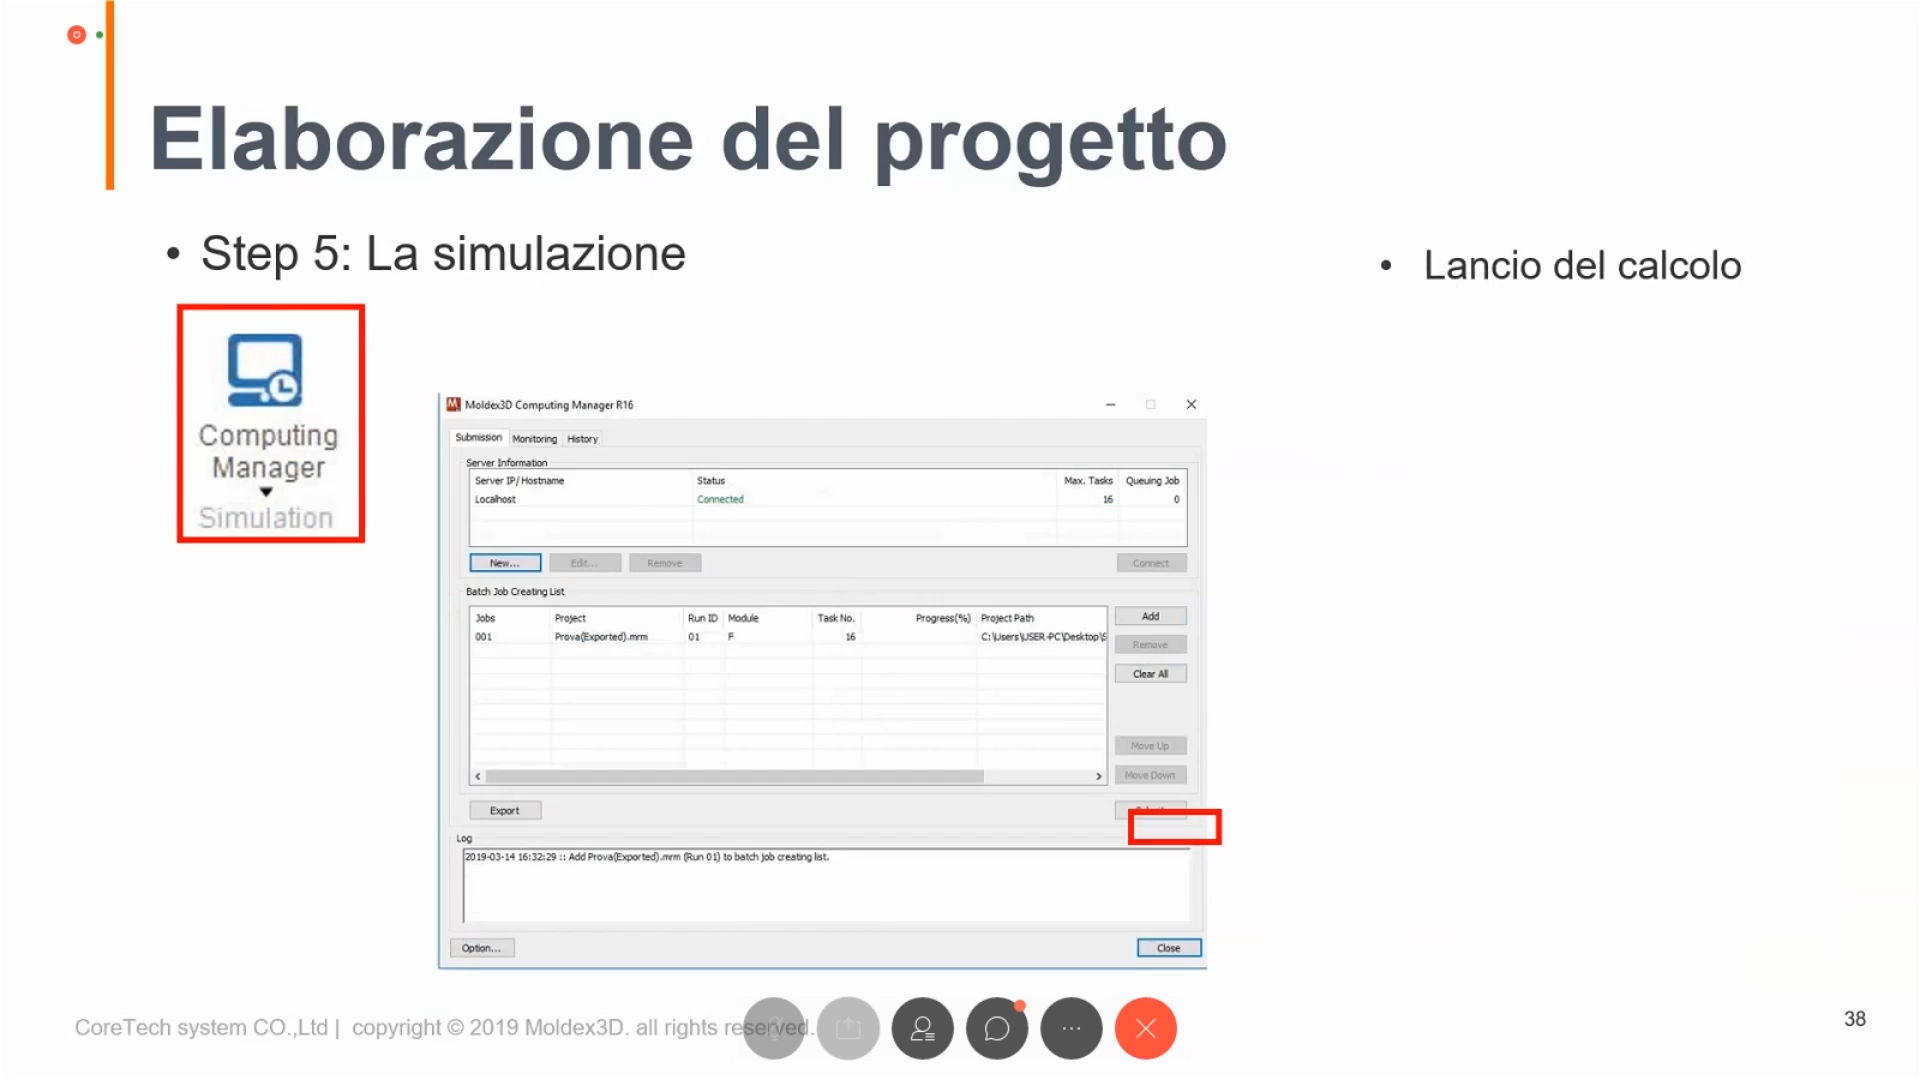 Elaborazione del progetto
• Step 5: La simulazione
• Lancio del calcolo
Computing
Manager
Simulation
Moldex3D Computing Manager R16
Submission Monitoring History
Server Information
Server IP/Hostname Status Max. Tasks Queuing Job
Localhost Connected 16 0
New... Edit... Remove Connect
Batch Job Creating List
Jobs Project Run ID Module Task No. Progress(%) Project Path
001 Prova(Exported).mrm 01 F 16 C:\Users\USER-PC\Desktop\S
Add
Remove
Clear All
Move Up
Move Down
Export
Log
2019-03-14 16:32:29 :: Add Prova(Exported).mrm (Run 01) to batch job creating list.
Option... Close
CoreTech system CO.,Ltd | copyright © 2019 Moldex3D. all rights reserved.
38